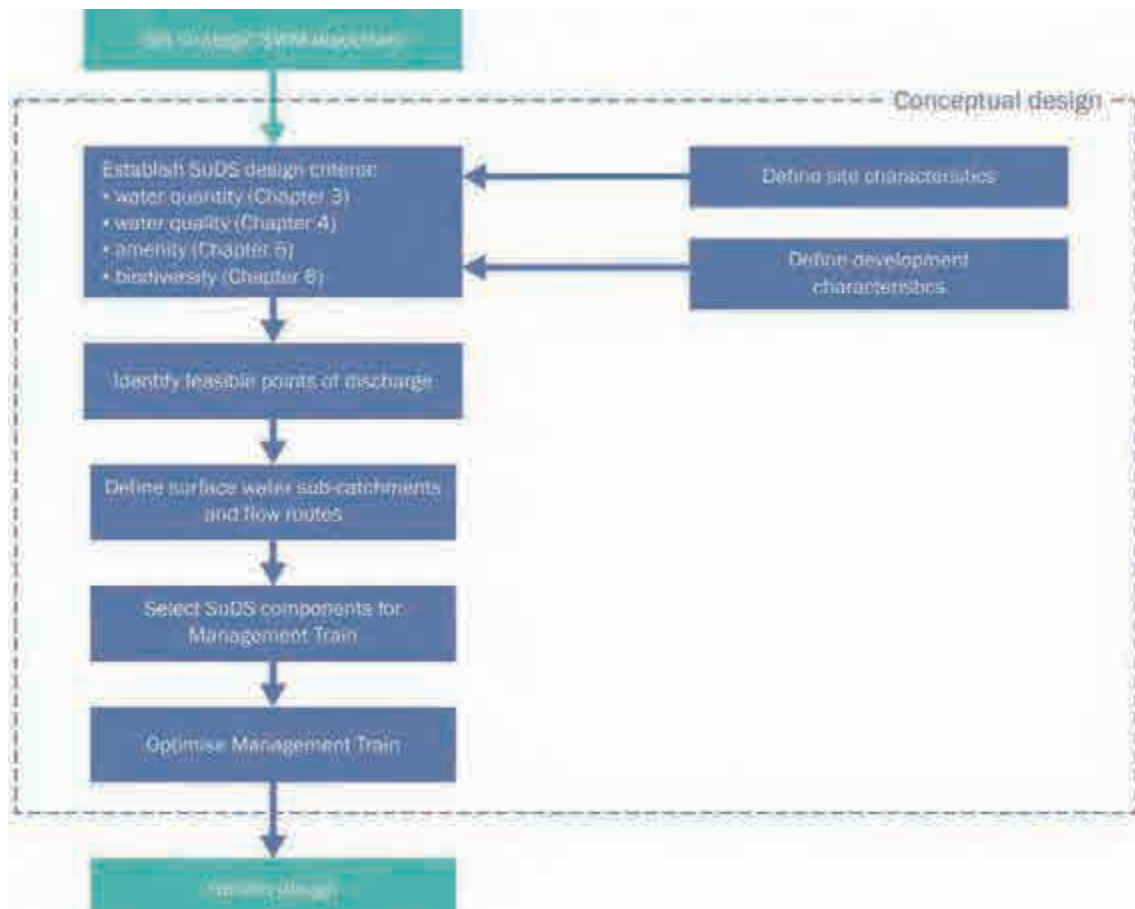 Conceptual design
Establish SuDS design criteria:
• water quantity (Chapter 3)
• water quality (Chapter 4)
• amenity (Chapter 5)
• biodiversity (Chapter 6)
Define site characteristics
Define development
characteristics
Identify feasible points of discharge
Define surface water sub-catchments
and flow routes
Select SuDS components for
Management Train
Optimise Management Train
design